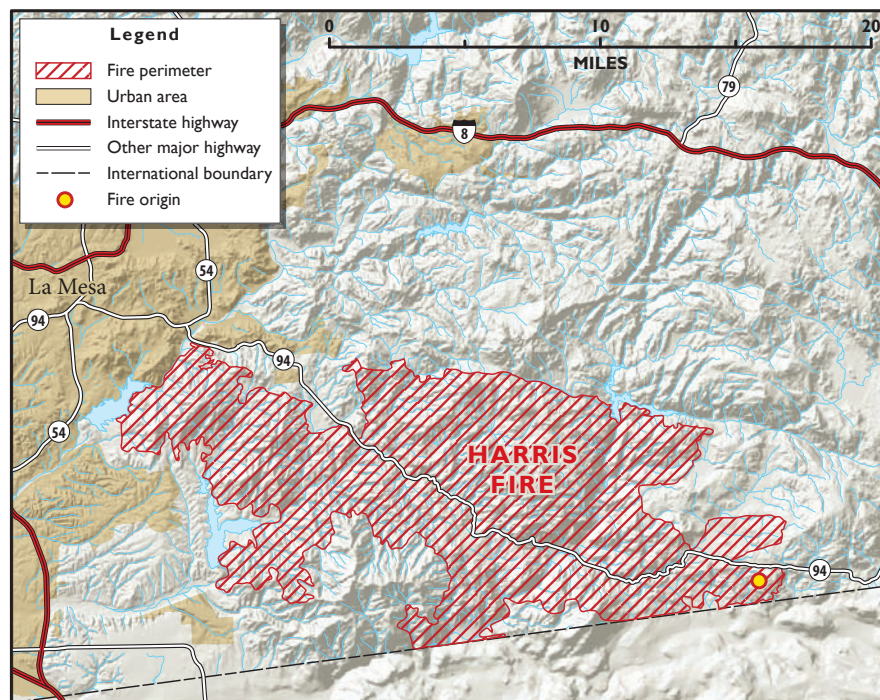 Legend
Fire perimeter
Urban area
Interstate highway
Other major highway
International boundary
Fire origin
0 10 20
MILES
79
8
54
La Mesa
94
94
54
HARRIS
FIRE
94